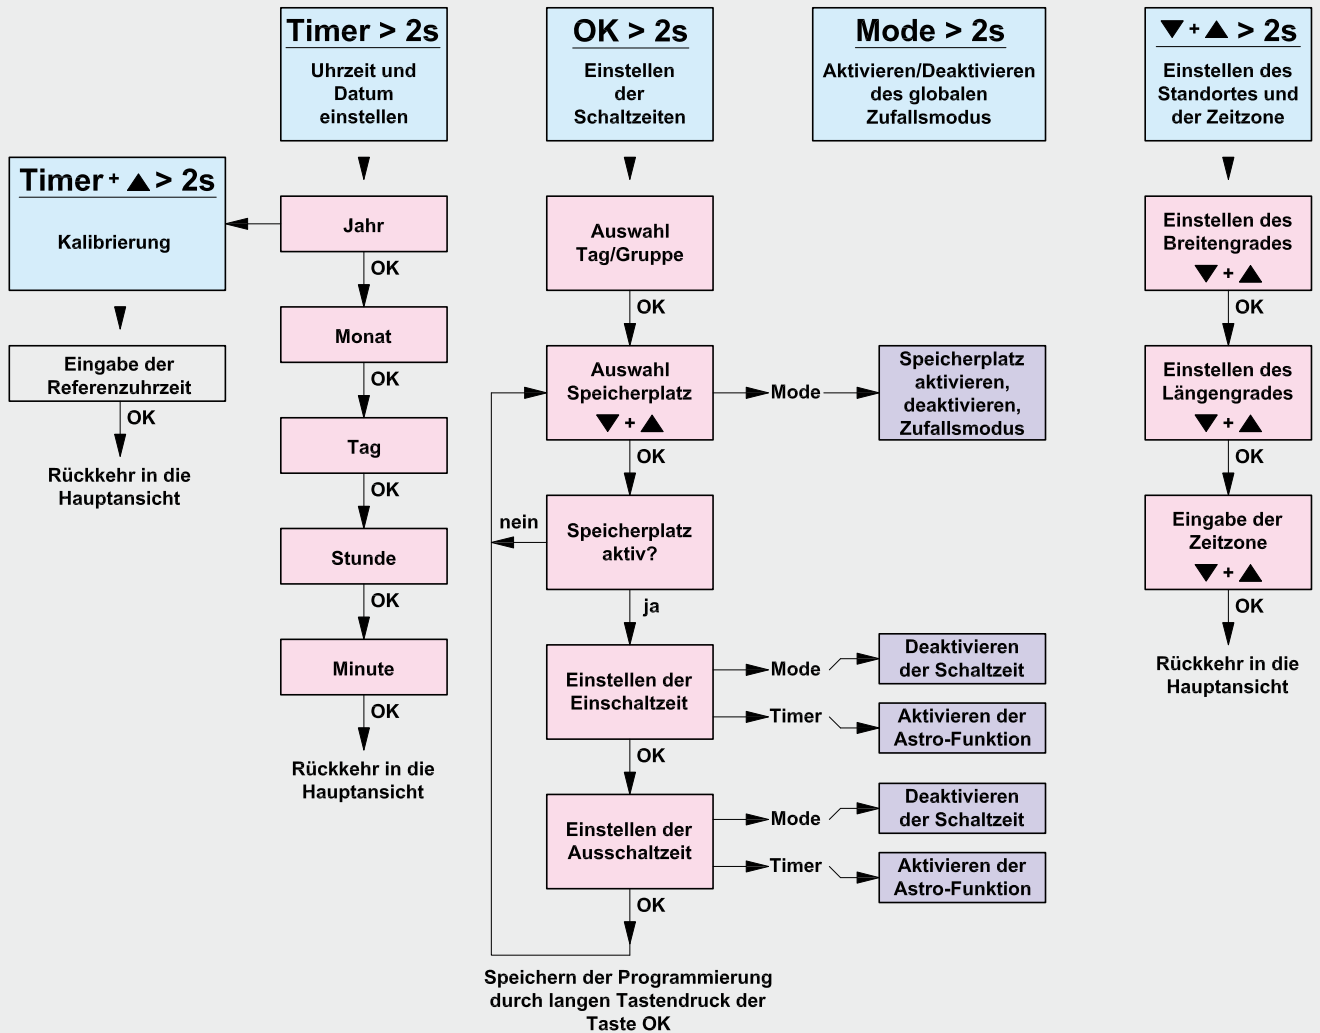 Timer > 2s
Uhrzeit und
Datum
einstellen
Timer + ▲ > 2s
Kalibrierung
Eingabe der
Referenzuhrzeit
OK
Rückkehr in die
Hauptansicht
Jahr
OK
Monat
OK
Tag
OK
Stunde
OK
Minute
OK
Rückkehr in die
Hauptansicht
OK > 2s
Einstellen
der
Schaltzeiten
Auswahl
Tag/Gruppe
OK
Auswahl
Speicherplatz
▼ + ▲
Mode
Speicherplatz
aktivieren,
deaktivieren,
Zufallsmodus
OK
Speicherplatz
aktiv?
nein
ja
Einstellen der
Einschaltzeit
Mode
Deaktivieren
der Schaltzeit
Timer
Aktivieren der
Astro-Funktion
OK
Einstellen der
Ausschaltzeit
Mode
Deaktivieren
der Schaltzeit
Timer
Aktivieren der
Astro-Funktion
OK
Speichern der Programmierung
durch langen Tastendruck der
Taste OK
Mode > 2s
Aktivieren/Deaktivieren
des globalen
Zufallsmodus
▼ + ▲ > 2s
Einstellen des
Standortes und
der Zeitzone
Einstellen des
Breitengrades
▼ + ▲
OK
Einstellen des
Längengrades
▼ + ▲
OK
Eingabe der
Zeitzone
▼ + ▲
OK
Rückkehr in die
Hauptansicht